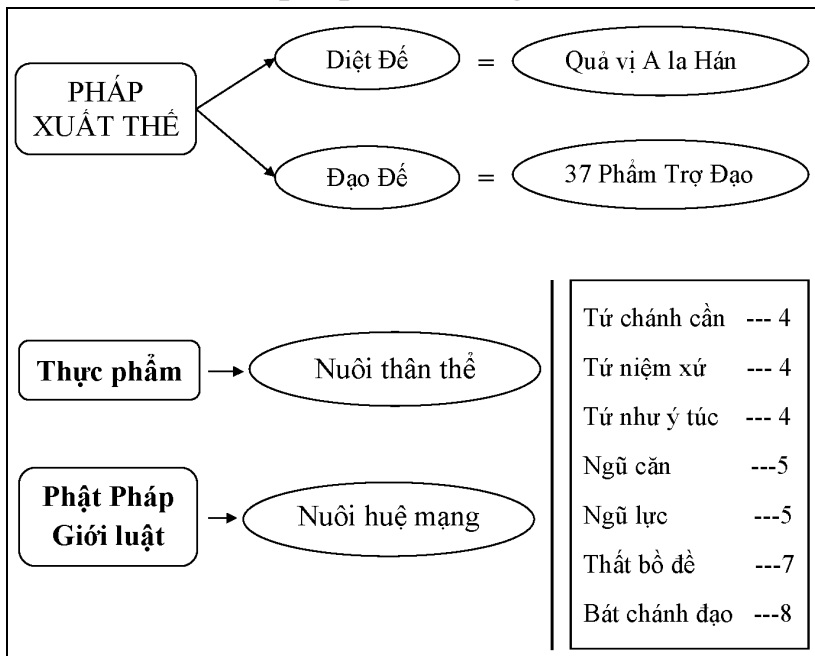 PHÁP
XUẤT THẾ
Diệt Đế = Quả vị A la Hán
Đạo Đế = 37 Phẩm Trợ Đạo
Thực phẩm
Nuôi thân thể
Phật Pháp
Giới luật
Nuôi huệ mạng
Tứ chánh cần --- 4
Tứ niệm xứ --- 4
Tứ như ý túc --- 4
Ngũ căn ---5
Ngũ lực ---5
Thất bồ đề ---7
Bát chánh đạo ---8